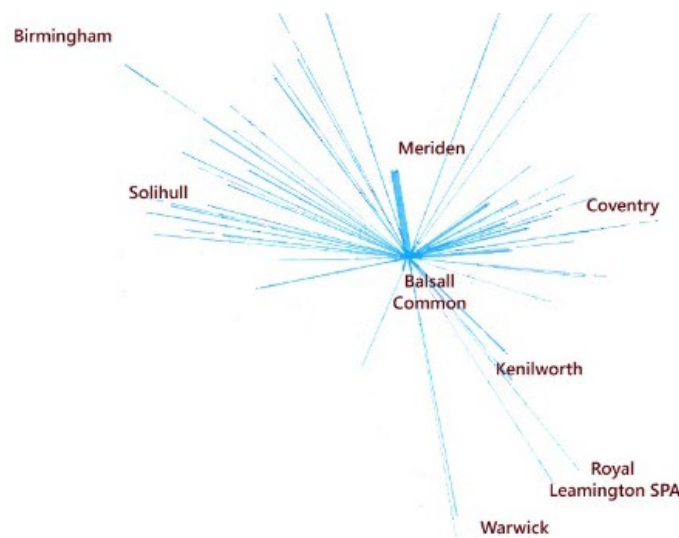 Birmingham
Meriden
Solihull
Coventry
Balsall
Common
Kenilworth
Royal
Leamington SPA
Warwick